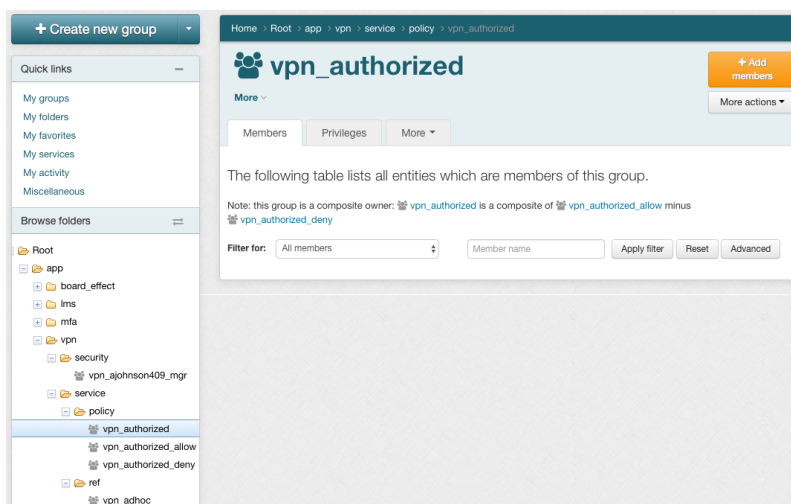 + Create new group
Quick links
My groups
My folders
My favorites
My services
My activity
Miscellaneous
Browse folders
Root
app
board_effect
lms
mfa
vpn
security
vpn_ajohnson409_mgr
service
policy
vpn_authorized
vpn_authorized_allow
vpn_authorized_deny
ref
vpn_adhoc
Home > Root > app > vpn > service > policy > vpn_authorized
vpn_authorized
More
+ Add
members
More actions
Members Privileges More
The following table lists all entities which are members of this group.
Note: this group is a composite owner: vpn_authorized is a composite of vpn_authorized_allow minus
vpn_authorized_deny
Filter for: All members Member name Apply filter Reset Advanced